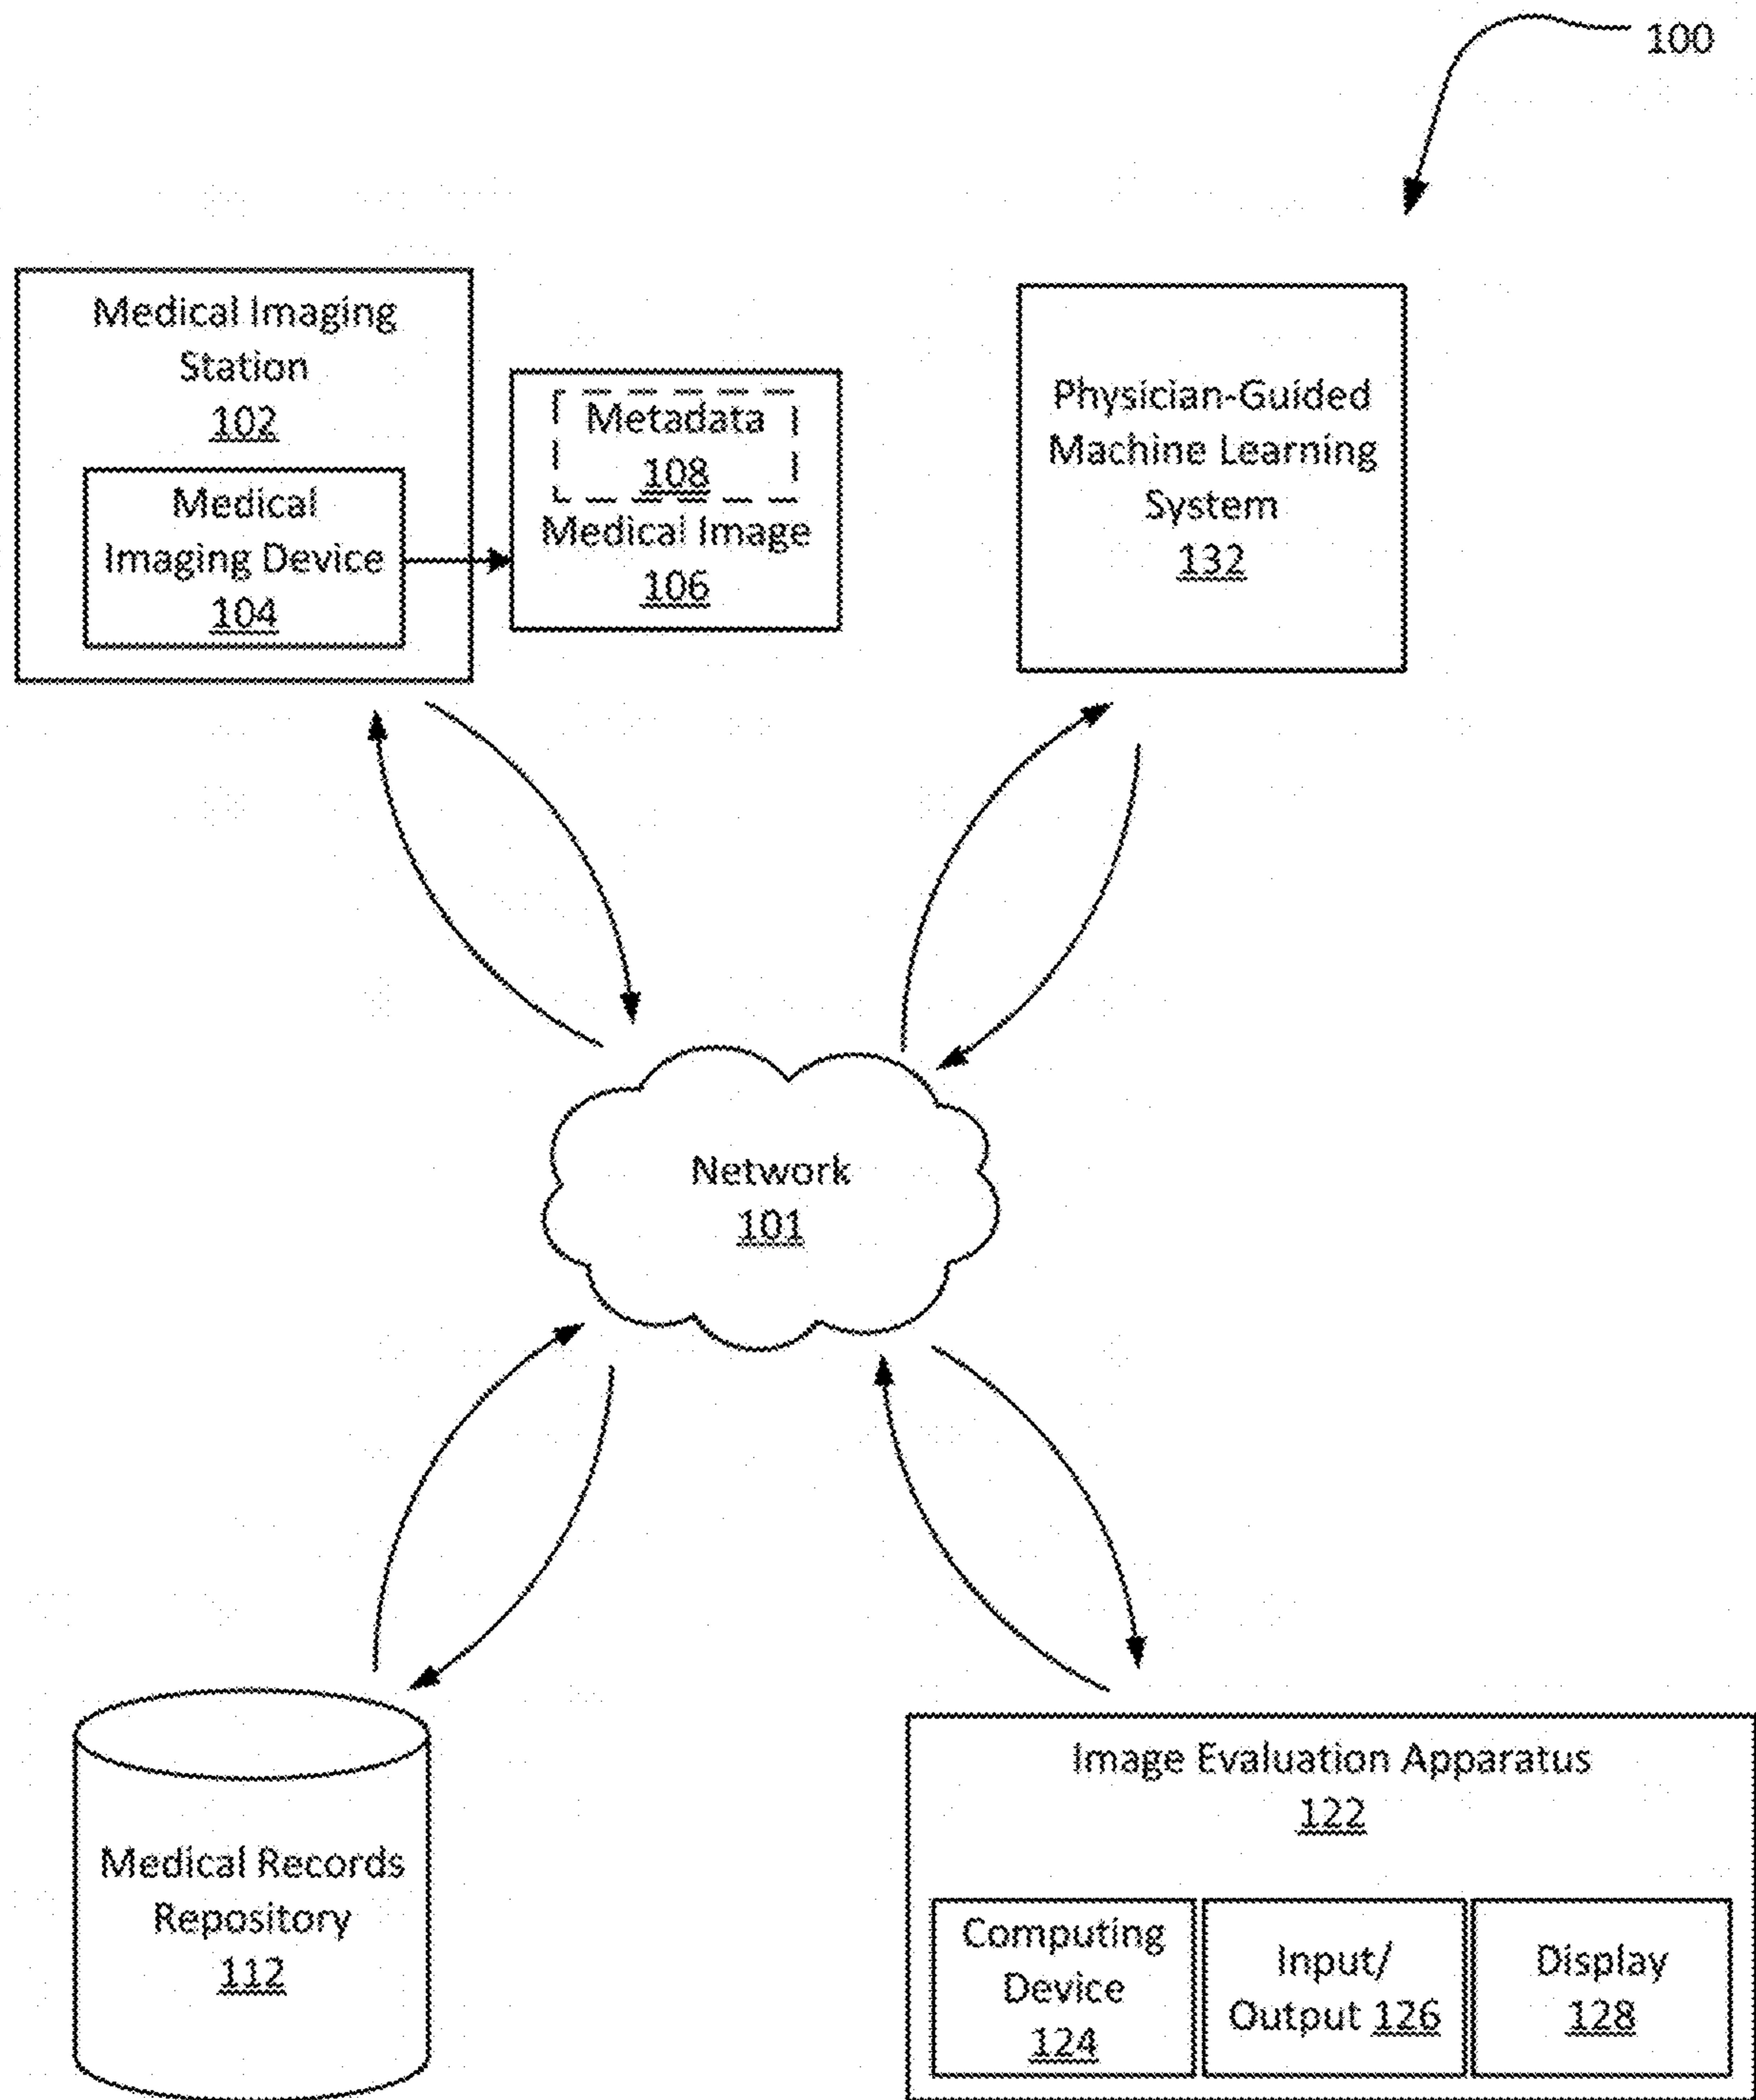 100
Medical Imaging
Station
102
Medical
Imaging Device
104
Metadata
108
Medical Image
106
Physician-Guided
Machine Learning
System
132
Network
101
Medical Records
Repository
112
Image Evaluation Apparatus
122
Computing
Device
124
Input/
Output 126
Display
128